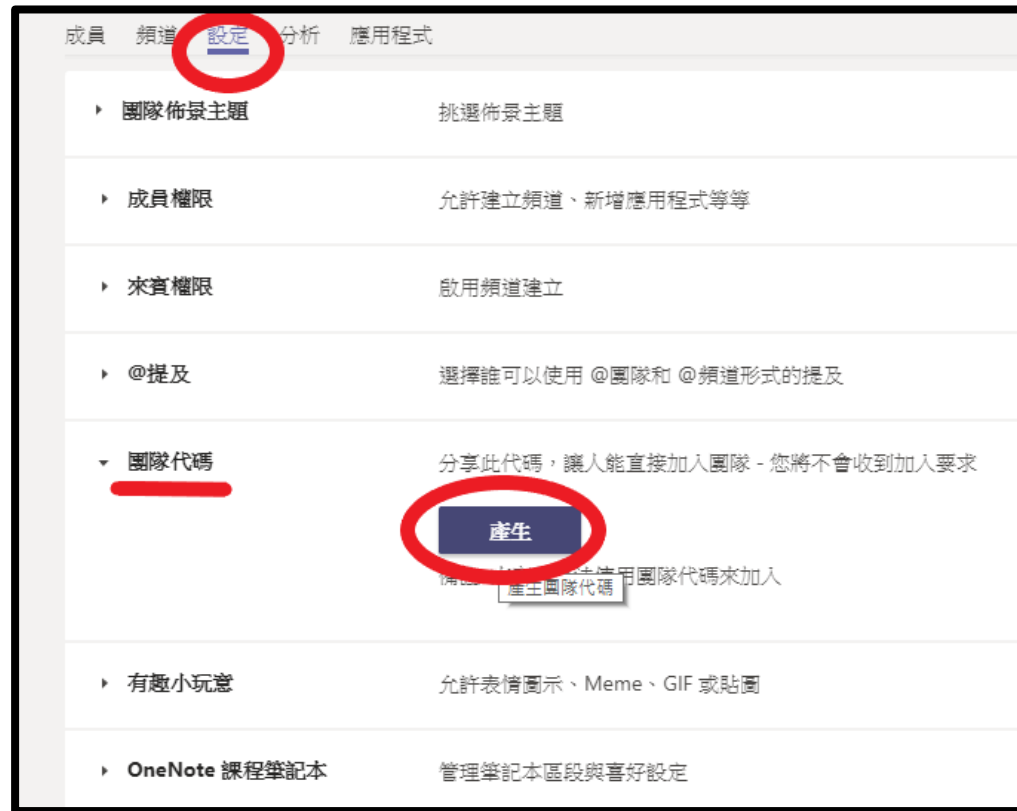 成員 頻道 設定 分析 應用程式
團隊佈景主題 挑選佈景主題
成員權限 允許建立頻道、新增應用程式等等
來賓權限 啟用頻道建立
@提及 選擇誰可以使用 @團隊和 @頻道形式的提及
團隊代碼 分享此代碼，讓人能直接加入團隊 - 您將不會收到加入要求
產生
使用團隊代碼來加入
產生團隊代碼
有趣小玩意 允許表情圖示、Meme、GIF 或貼圖
OneNote 課程筆記本 管理筆記本區段與喜好設定